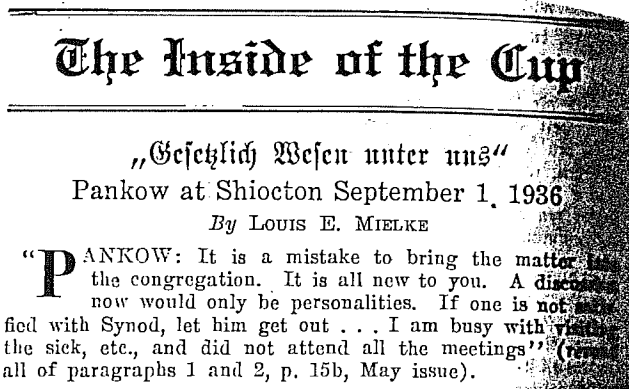 The Inside of the Cup
„Gesetzlich Wesen unter uns“
Pankow at Shiocton September 1, 1936
By LOUIS E. MIELKE
“PANKOW: It is a mistake to bring the matter
the congregation. It is all new to you. A
now would only be personalities. If one is not
fied with Synod, let him get out . . . I am busy with visiting
the sick, etc., and did not attend all the meetings” (
all of paragraphs 1 and 2, p. 15b, May issue).